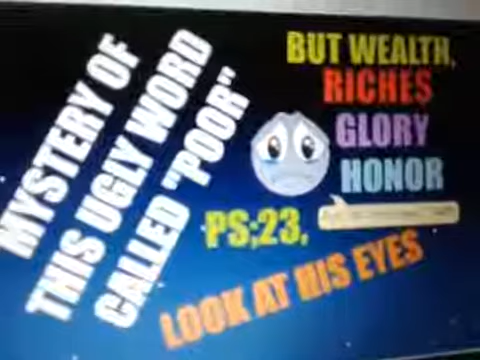 MYSTERY OF
THIS UGLY WORD
CALLED "POOR"
BUT WEALTH,
RICHES
GLORY
HONOR
PS;23,
LOOK AT HIS EYES